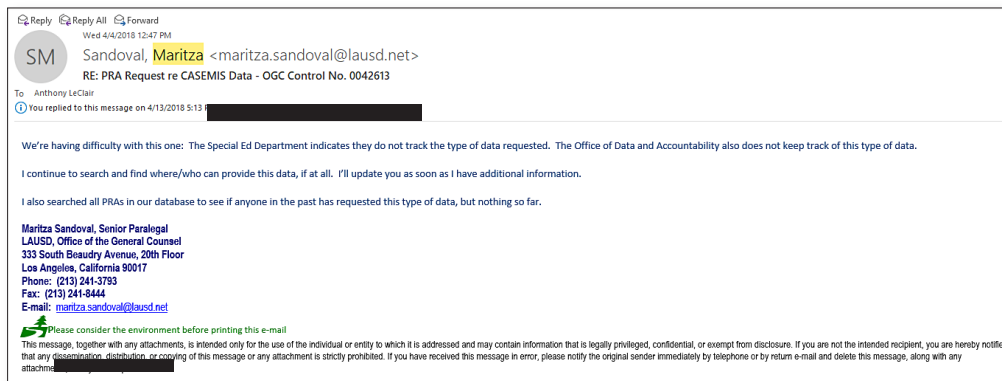 Reply Reply All Forward
Wed 4/4/2018 12:47 PM
SM
Sandoval, Maritza <maritza.sandoval@lausd.net>
RE: PRA Request re CASEMIS Data - OGC Control No. 0042613
To Anthony LeClair
You replied to this message on 4/13/2018 5:13
We're having difficulty with this one: The Special Ed Department indicates they do not track the type of data requested. The Office of Data and Accountability also does not keep track of this type of data.
I continue to search and find where/who can provide this data, if at all. I'll update you as soon as I have additional information.
I also searched all PRAs in our database to see if anyone in the past has requested this type of data, but nothing so far.
Maritza Sandoval, Senior Paralegal
LAUSD, Office of the General Counsel
333 South Beaudry Avenue, 20th Floor
Los Angeles, California 90017
Phone: (213) 241-3793
Fax: (213) 241-8444
E-mail: maritza.sandoval@lausd.net
Please consider the environment before printing this e-mail
This message, together with any attachments, is intended only for the use of the individual or entity to which it is addressed and may contain information that is legally privileged, confidential, or exempt from disclosure. If you are not the intended recipient, you are hereby notifie
that any dissemination, distribution, or copying of this message or any attachment is strictly prohibited. If you have received this message in error, please notify the original sender immediately by telephone or by return e-mail and delete this message, along with any
attachme